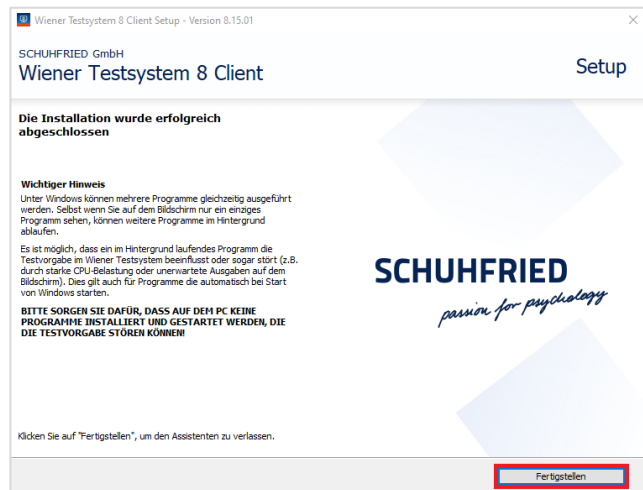 Wiener Testsystem 8 Client Setup - Version 8.15.01
SCHUHFRIED GmbH
Wiener Testsystem 8 Client
Setup
Die Installation wurde erfolgreich
abgeschlossen
Wichtiger Hinweis
Unter Windows können mehrere Programme gleichzeitig ausgeführt
werden. Selbst wenn Sie auf dem Bildschirm nur ein einziges
Programm sehen, können weitere Programme im Hintergrund
ablaufen.
Es ist möglich, dass ein im Hintergrund laufendes Programm die
Testvorgabe im Wiener Testsystem beeinflusst oder sogar stört (z.B.
durch starke CPU-Belastung oder unerwartete Ausgaben auf dem
Bildschirm). Dies gilt auch für Programme die automatisch bei Start
von Windows starten.
BITTE SORGEN SIE DAFÜR, DASS AUF DEM PC KEINE
PROGRAMME INSTALLIERT UND GESTARTET WERDEN, DIE
DIE TESTVORGABE STÖREN KÖNNEN!
SCHUHFRIED
passion for psychology
Klicken Sie auf "Fertigstellen", um den Assistenten zu verlassen.
Fertigstellen